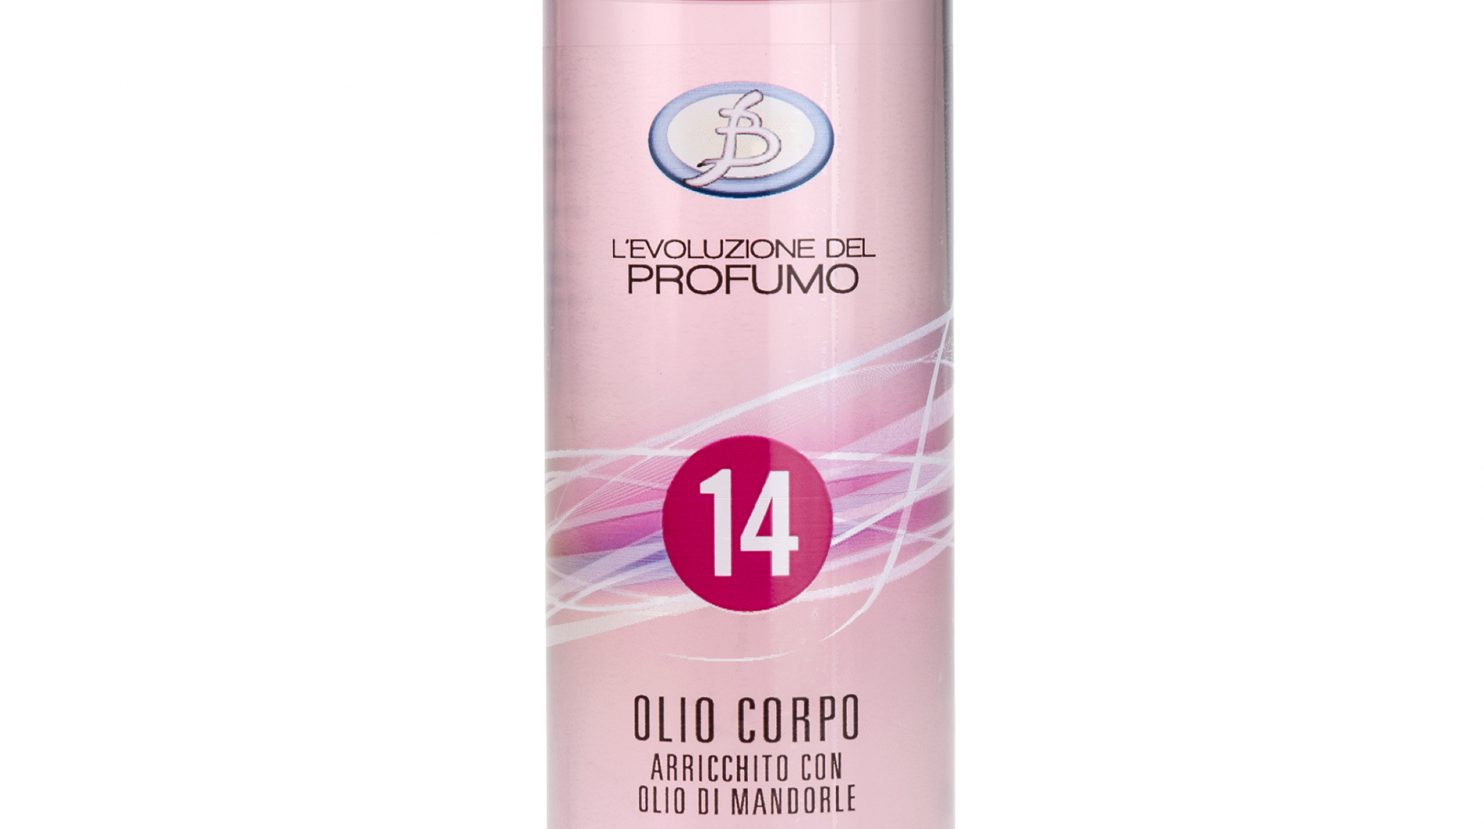 B
L'EVOLUZIONE DEL
PROFUMO
14
OLIO CORPO
ARRICCHITO CON
OLIO DI MANDORLE